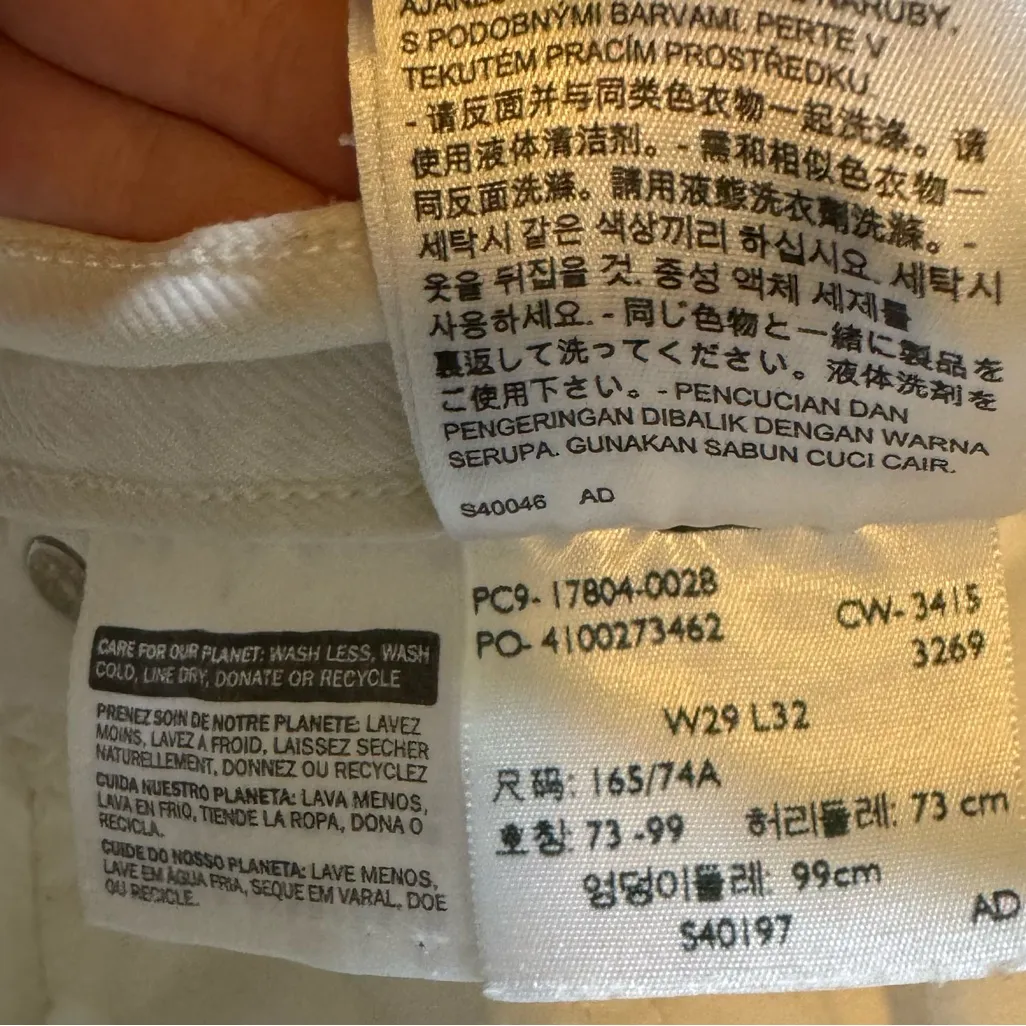 NARUBY,
S PODOBNÝMI BARVAMI. PERTE V
TEKUTÉM PRACÍM PROSTŘEDKU.
- 请反面并与同类色衣物一起洗涤。 请
使用液体清洁剂。- 需和相似色衣物一
同反面洗滌。請用液態洗衣劑洗滌。-
세탁시 같은 색상끼리 하십시요. 세탁시
옷을 뒤집을 것. 중성 액체 세제를
사용하세요. - 同じ色物と一緒に製品を
裏返して洗ってください。液体洗剤を
ご使用下さい。- PENCUCIAN DAN
PENGERINGAN DIBALIK DENGAN WARNA
SERUPA. GUNAKAN SABUN CUCI CAIR.
S40046 AD
CARE FOR OUR PLANET: WASH LESS, WASH
COLD, LINE DRY, DONATE OR RECYCLE
PRENEZ SOIN DE NOTRE PLANETE: LAVEZ
MOINS, LAVEZ À FROID, LAISSEZ SECHER
NATURELLEMENT, DONNEZ OU RECYCLEZ
CUIDA NUESTRO PLANETA: LAVA MENOS,
LAVA EN FRIO, TIENDE LA ROPA, DONA O
RECICLA.
CUIDE DO NOSSO PLANETA: LAVE MENOS,
LAVE EM ÁGUA FRIA, SEQUE EM VARAL, DOE
OU RECICLE.
PC9- 17804-0028
PO- 4100273462
CW- 3415
3269
W29 L32
尺码: 165/74A
호칭 73 -99 허리둘레: 73 cm
엉덩이둘레: 99cm
S40197
AD